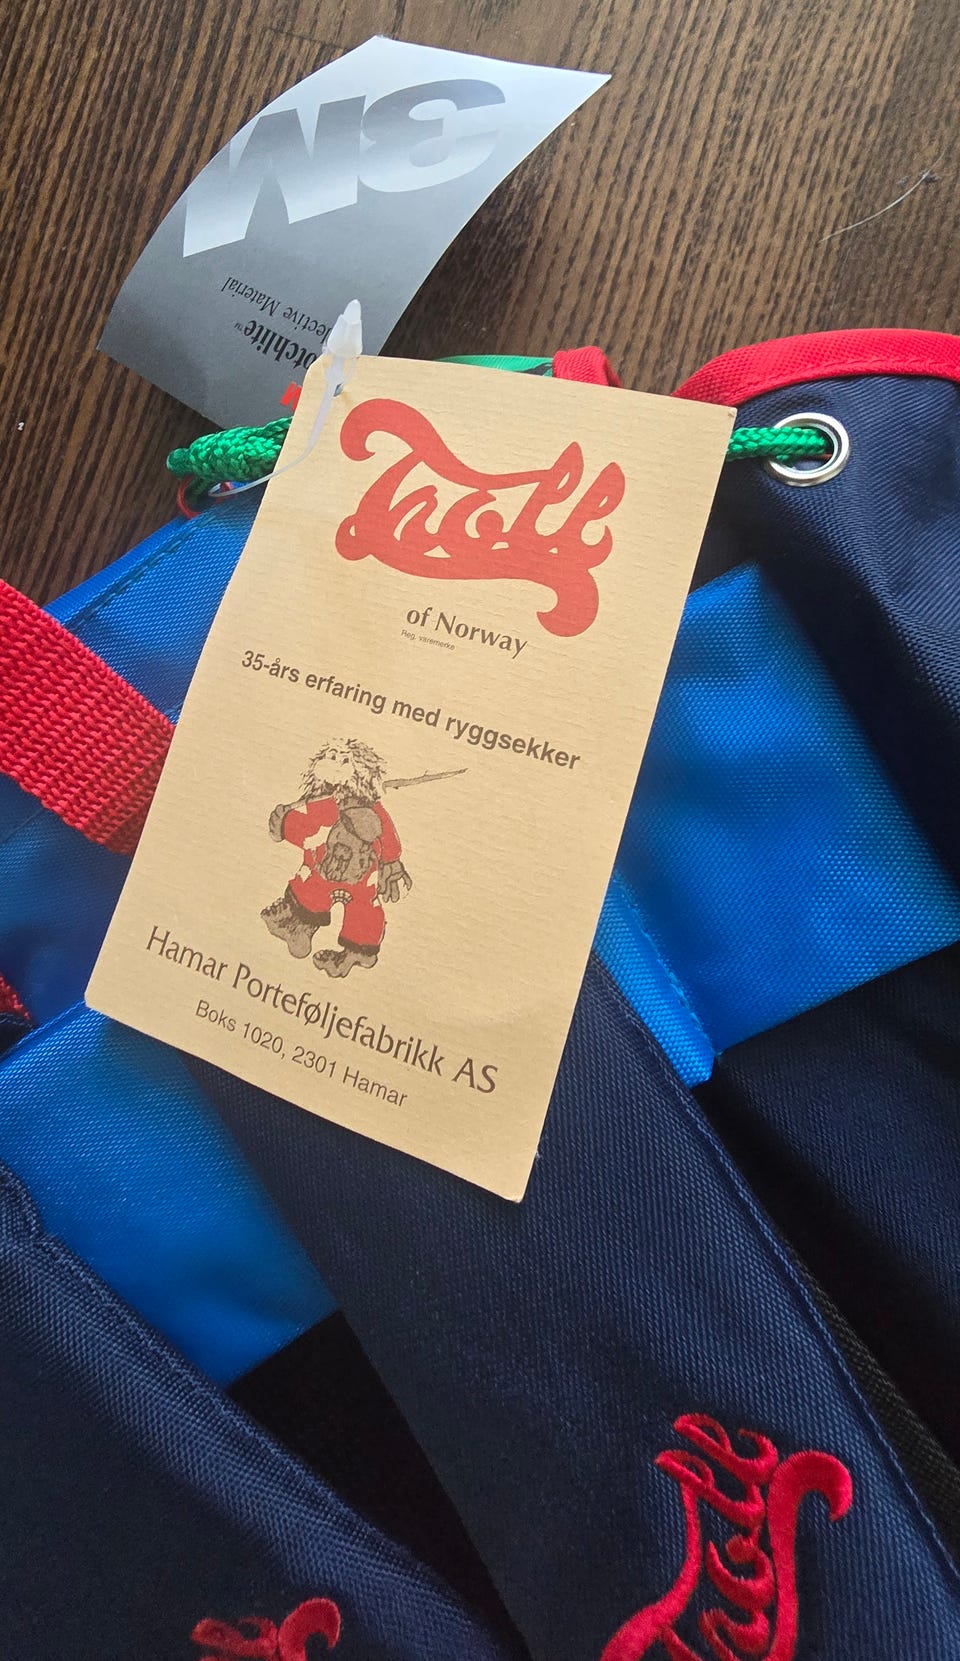 3M
Material
Troll
of Norway
Reg. varemerke
35-års erfaring med ryggsekker
Hamar Porteføljefabrikk AS
Boks 1020, 2301 Hamar
Troll